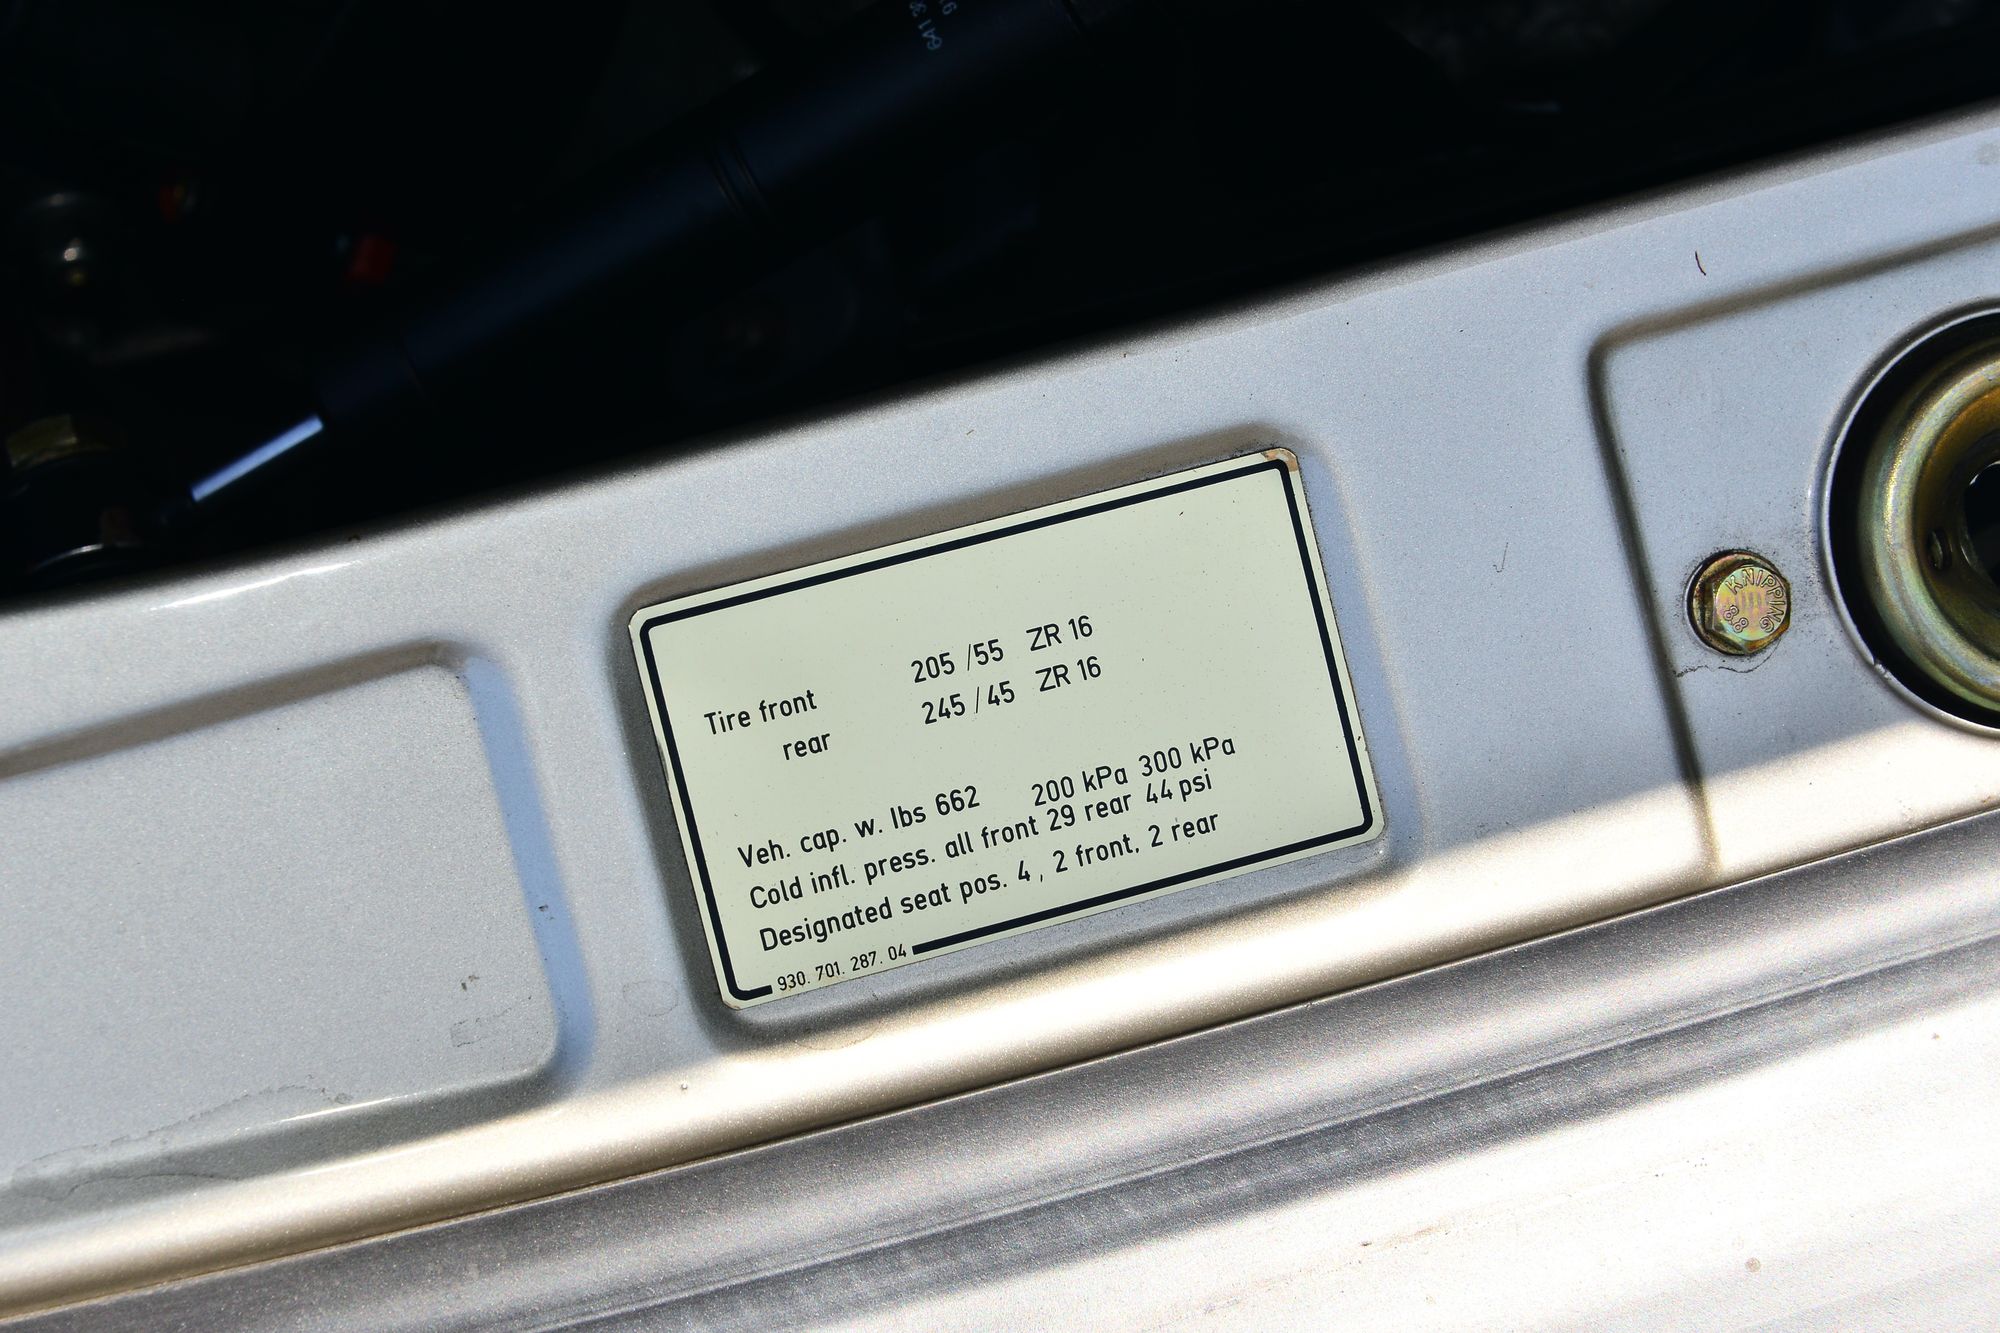 641 3
Tire front 205 /55 ZR 16
rear 245 /45 ZR 16
Veh. cap. w. lbs 662 200 kPa 300 kPa
Cold infl. press. all front 29 rear 44 psi
Designated seat pos. 4 , 2 front, 2 rear
930. 701. 287. 04
KNIPPING
8.8